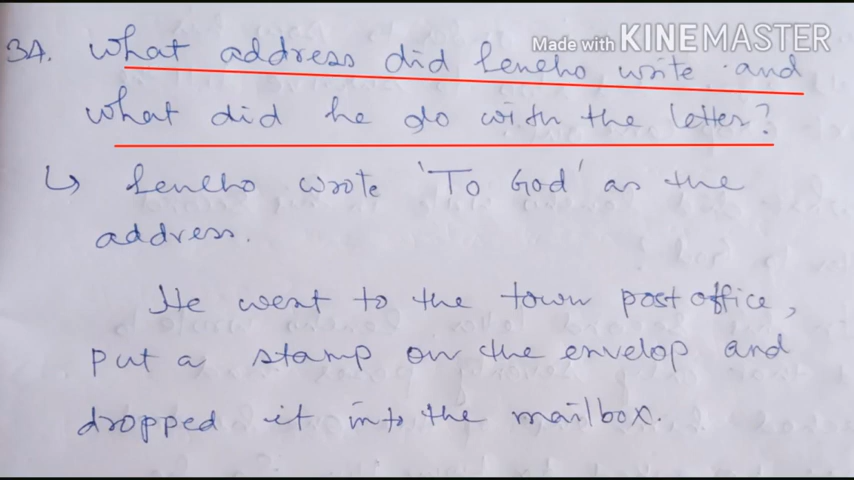 Made with KINEMASTER
34. What address did Lencho write and
what did he do with the letter?
↳ Lencho wrote 'To God' as the
address.
He went to the town post office,
put a stamp on the envelop and
dropped it into the mailbox.